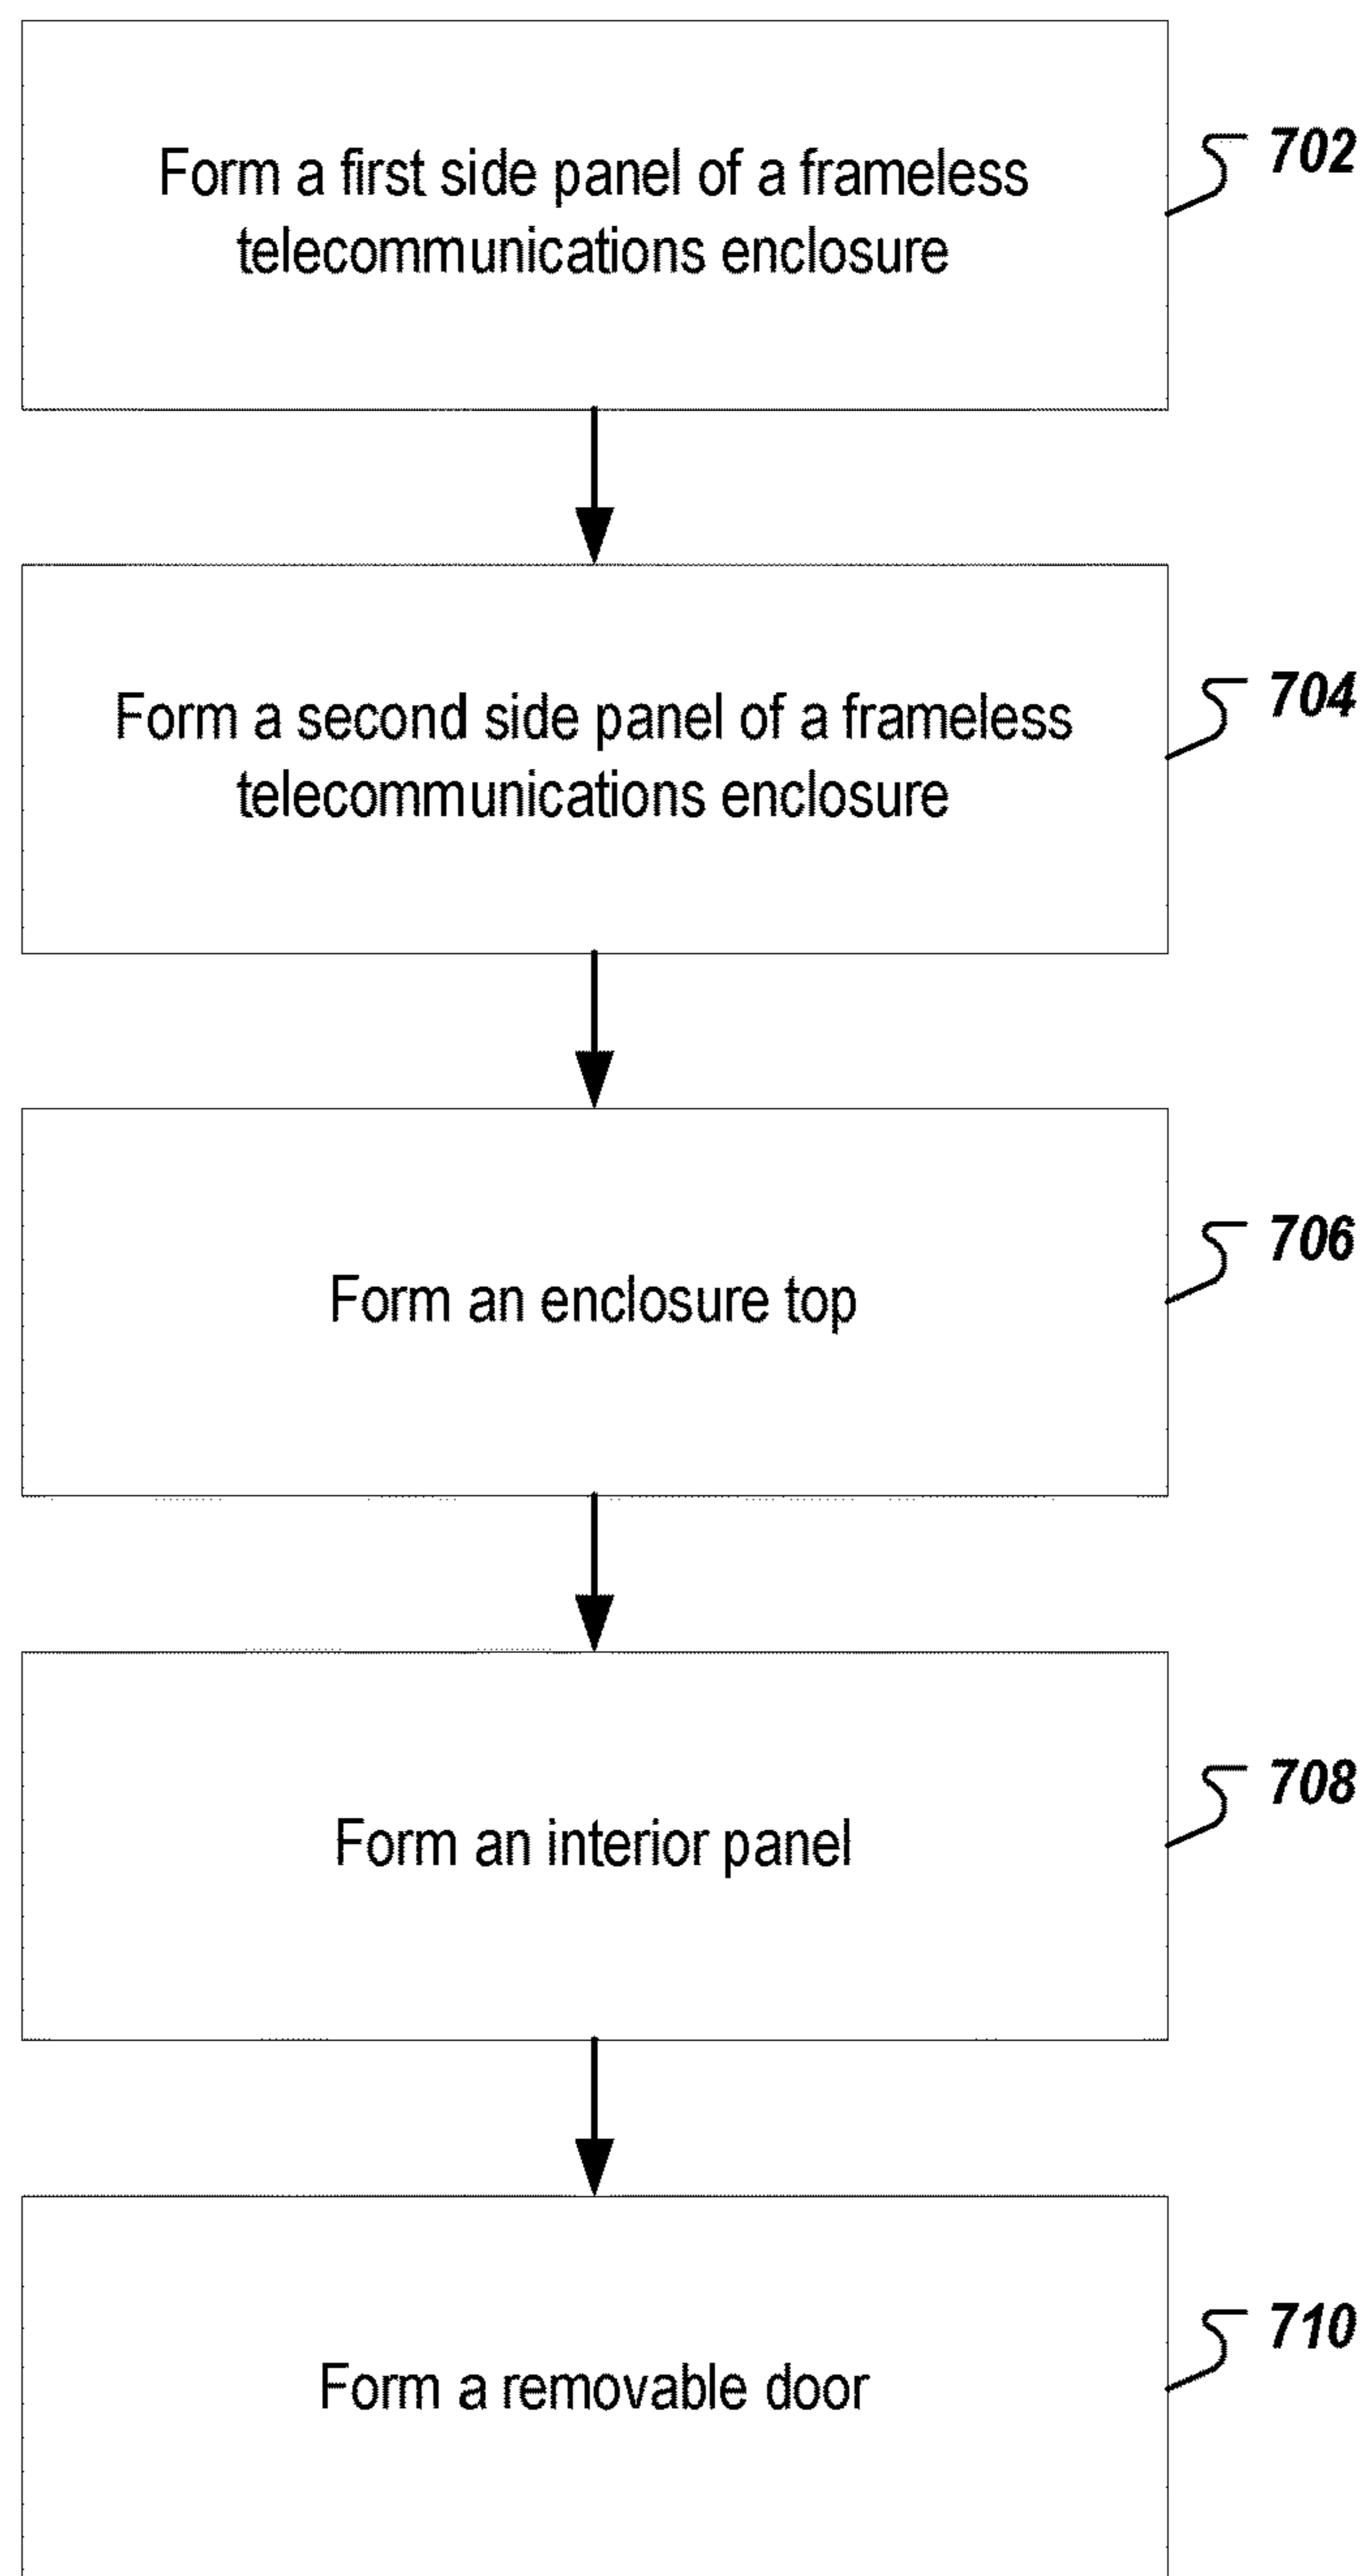 Form a first side panel of a frameless
telecommunications enclosure
702
Form a second side panel of a frameless
telecommunications enclosure
704
Form an enclosure top
706
Form an interior panel
708
Form a removable door
710